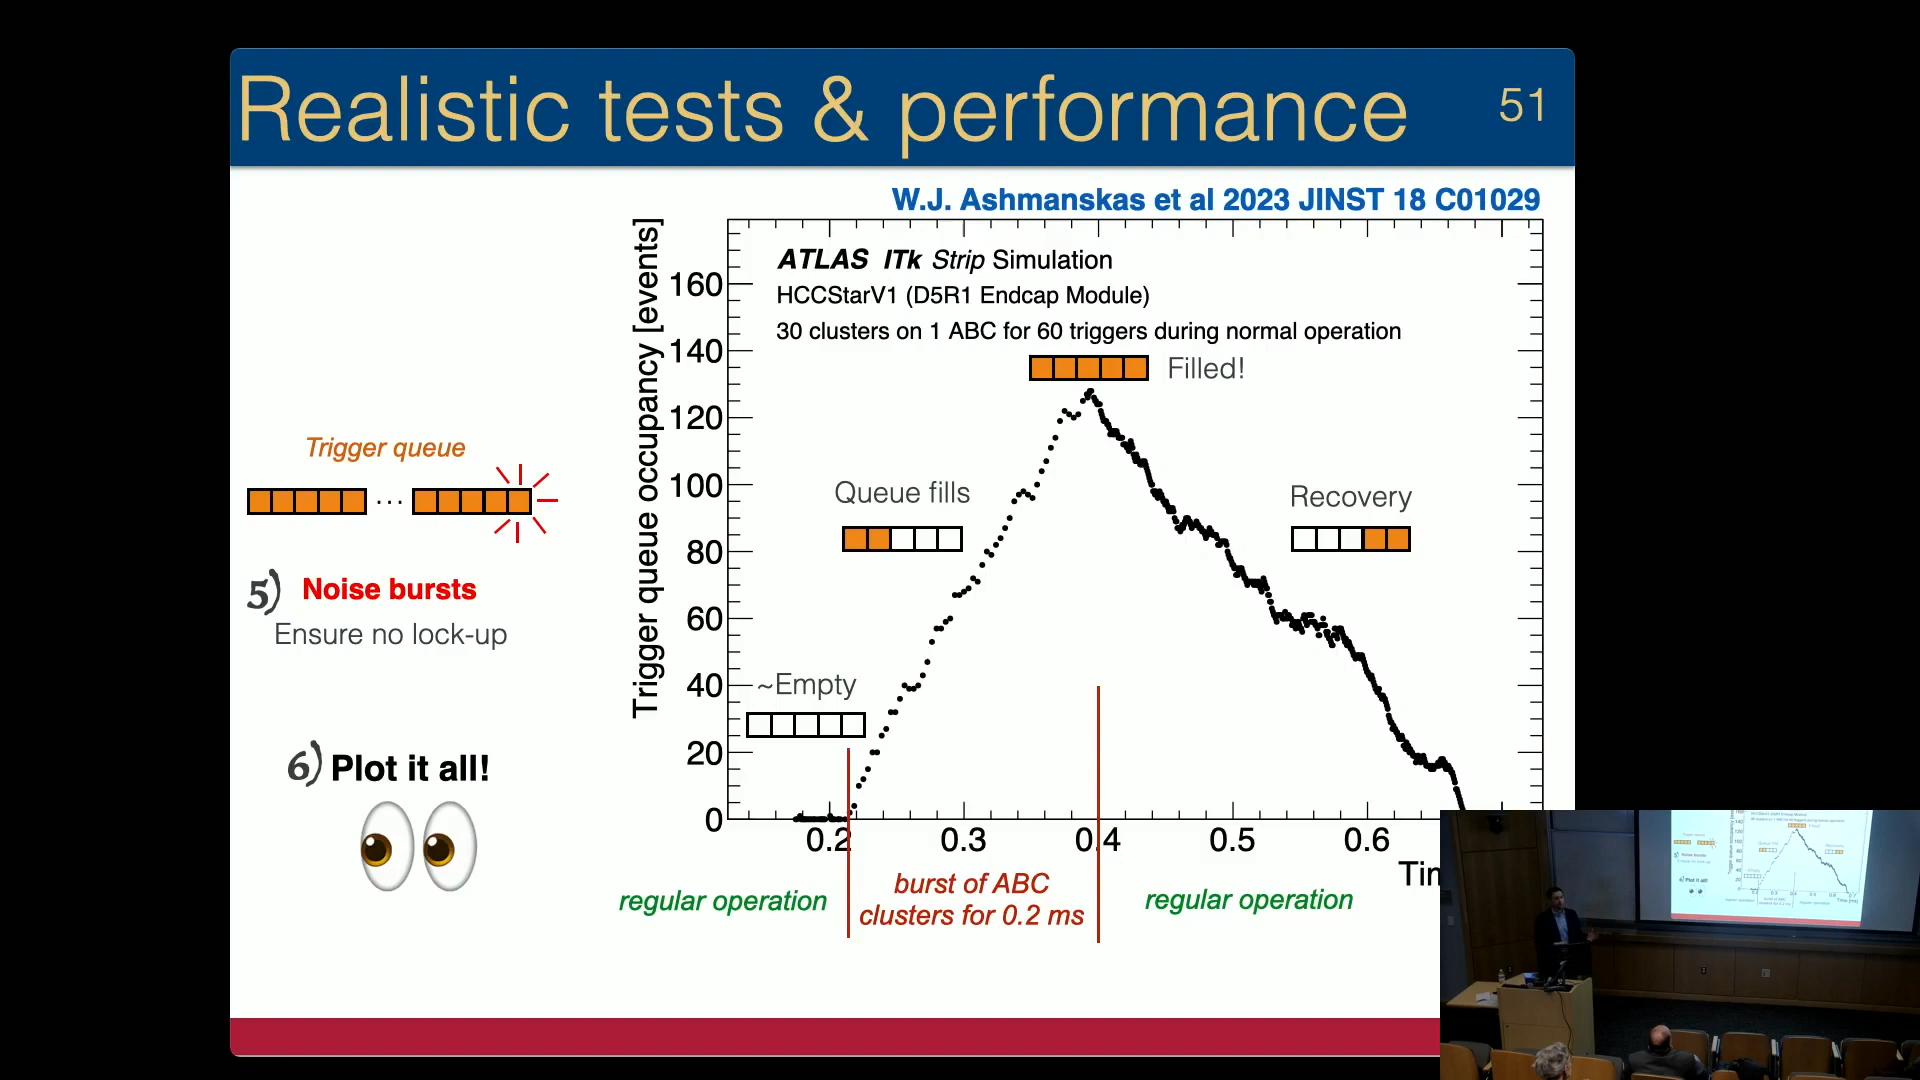 Realistic tests & performance 51
W.J. Ashmanskas et al 2023 JINST 18 C01029
ATLAS ITk Strip Simulation
HCCStarV1 (D5R1 Endcap Module)
30 clusters on 1 ABC for 60 triggers during normal operation
Filled!
Trigger queue occupancy [events]
160
140
120
100
80
60
40
20
0
Queue fills
Recovery
~Empty
0.2 0.3 0.4 0.5 0.6
regular operation
burst of ABC
clusters for 0.2 ms
regular operation
Trigger queue
...
5) Noise bursts
Ensure no lock-up
6) Plot it all!